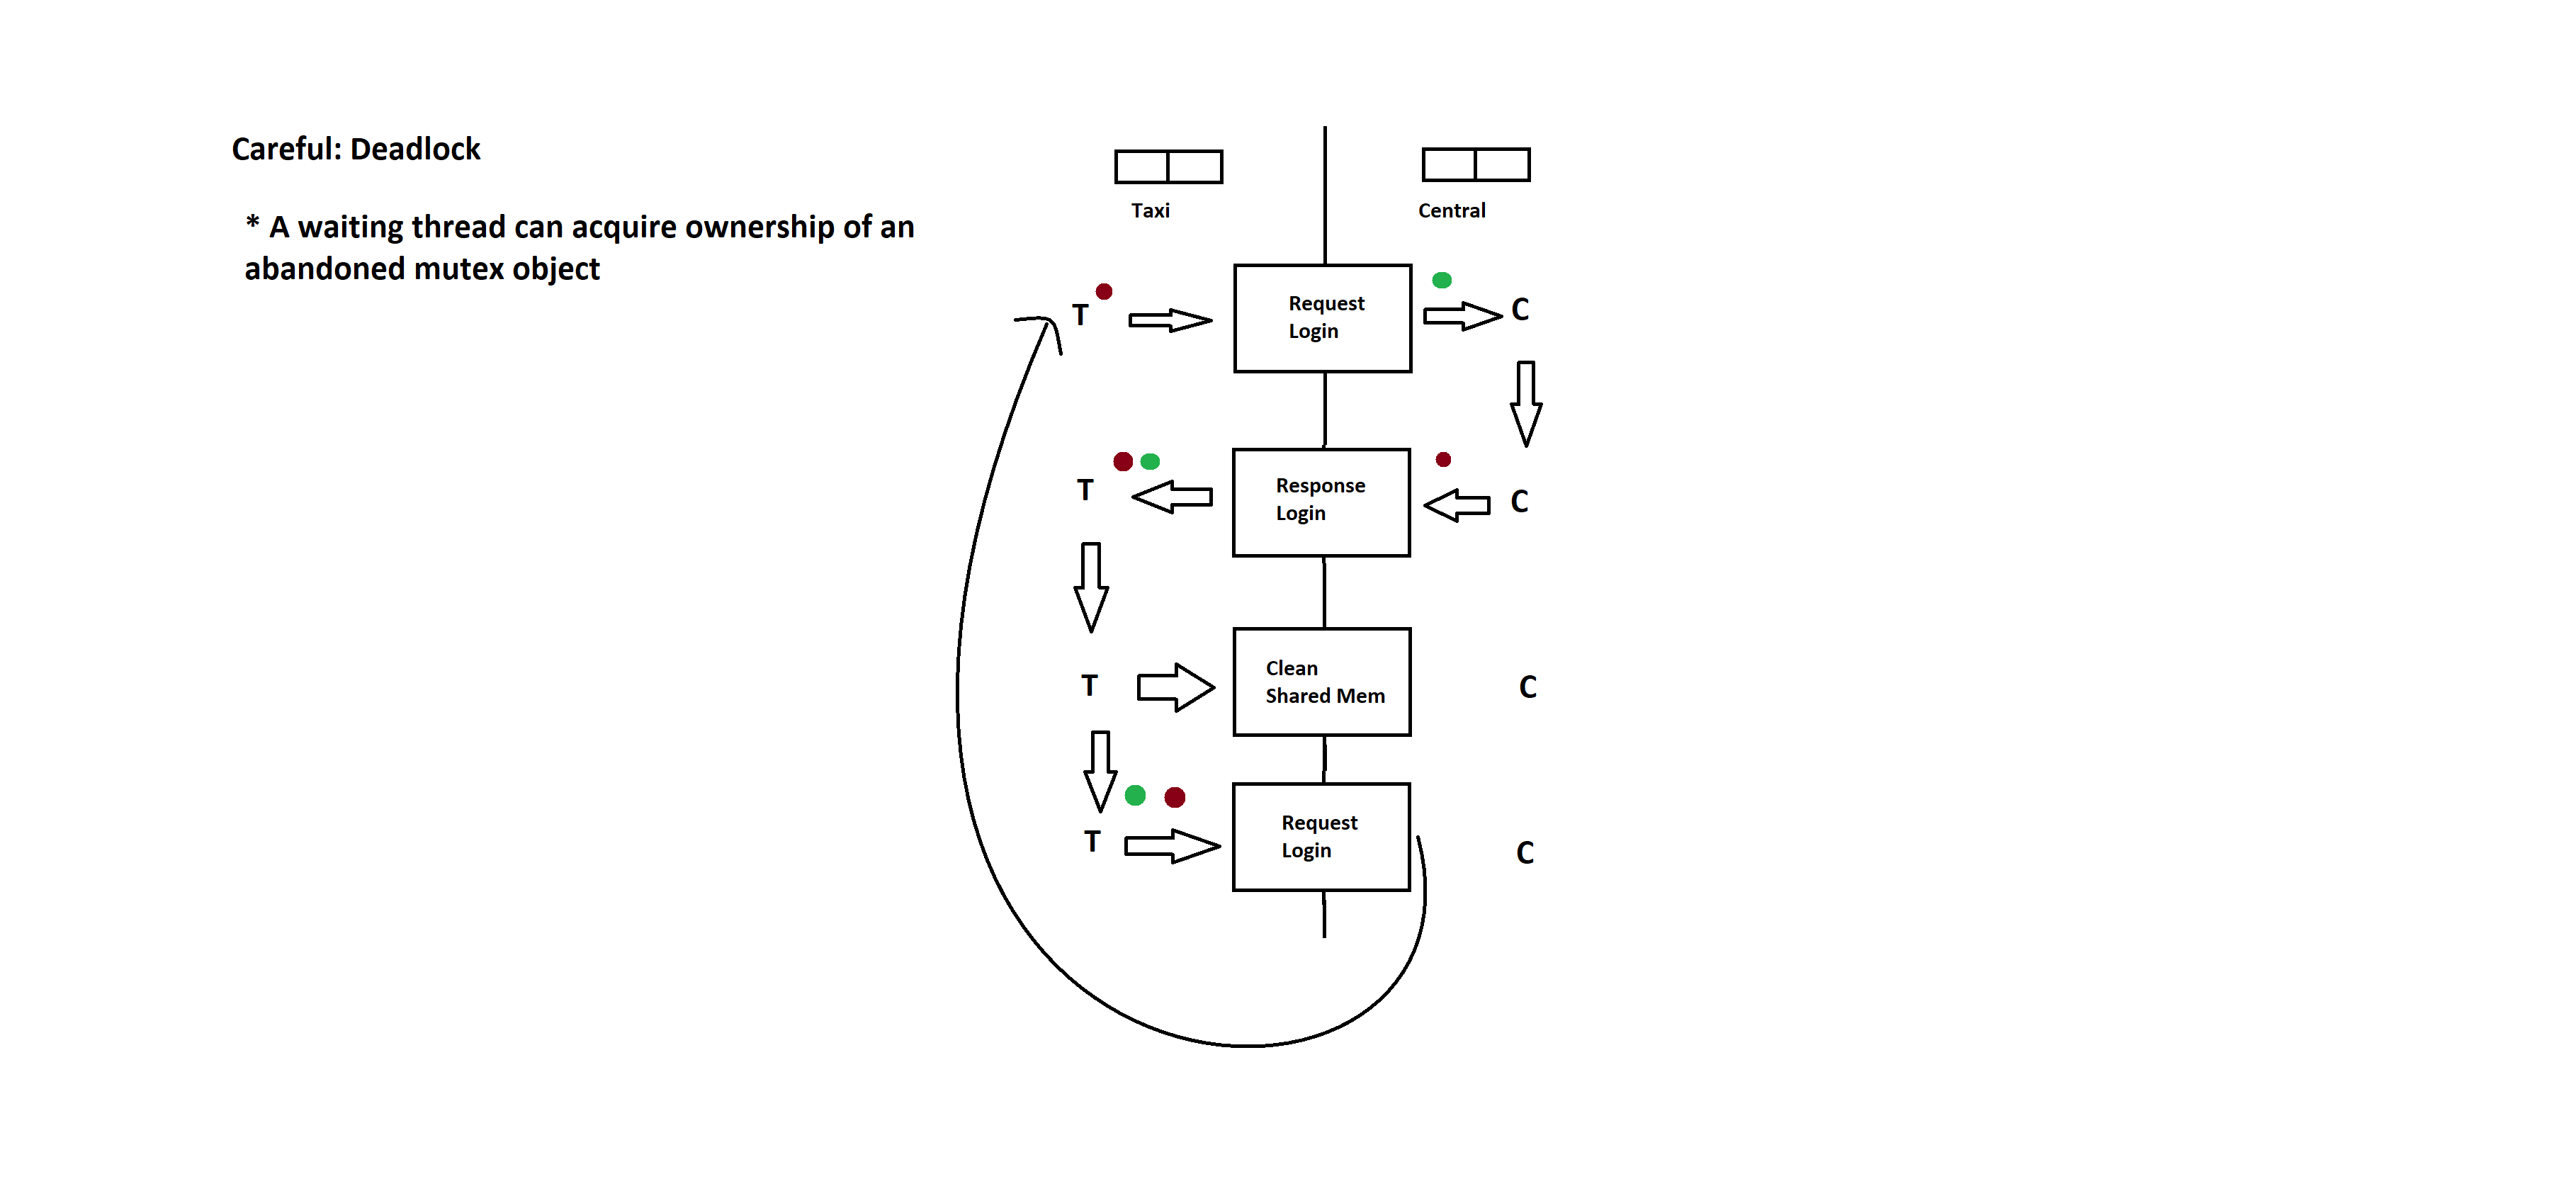 Careful: Deadlock
* A waiting thread can acquire ownership of an
abandoned mutex object
Taxi
Central
T
Request
Login
C
T
Response
Login
C
T
Clean
Shared Mem
C
T
Request
Login
C